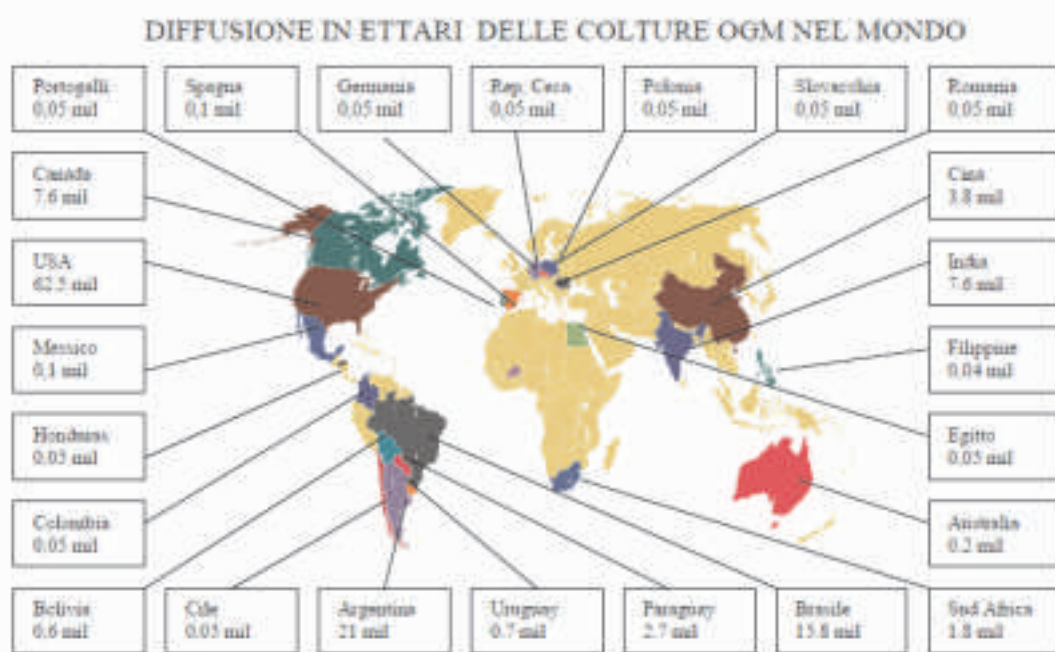 DIFFUSIONE IN ETTARI DELLE COLTURE OGM NEL MONDO
Portogalli
0,05 mil
Spagna
0,1 mil
Germania
0,05 mil
Rep. Ceca
0,05 mil
Polonia
0,05 mil
Slovacchia
0,05 mil
Romania
0,05 mil
Canada
7.6 mil
Cina
3.8 mil
USA
62.5 mil
India
7.6 mil
Messico
0,1 mil
Filippine
0,04 mil
Honduras
0.05 mil
Egitto
0.05 mil
Colombia
0.05 mil
Australia
0.2 mil
Bolivia
0.6 mil
Cile
0.05 mil
Argentina
21 mil
Uruguay
0.7 mil
Paraguay
2.7 mil
Brasile
15.8 mil
Sud Africa
1.8 mil